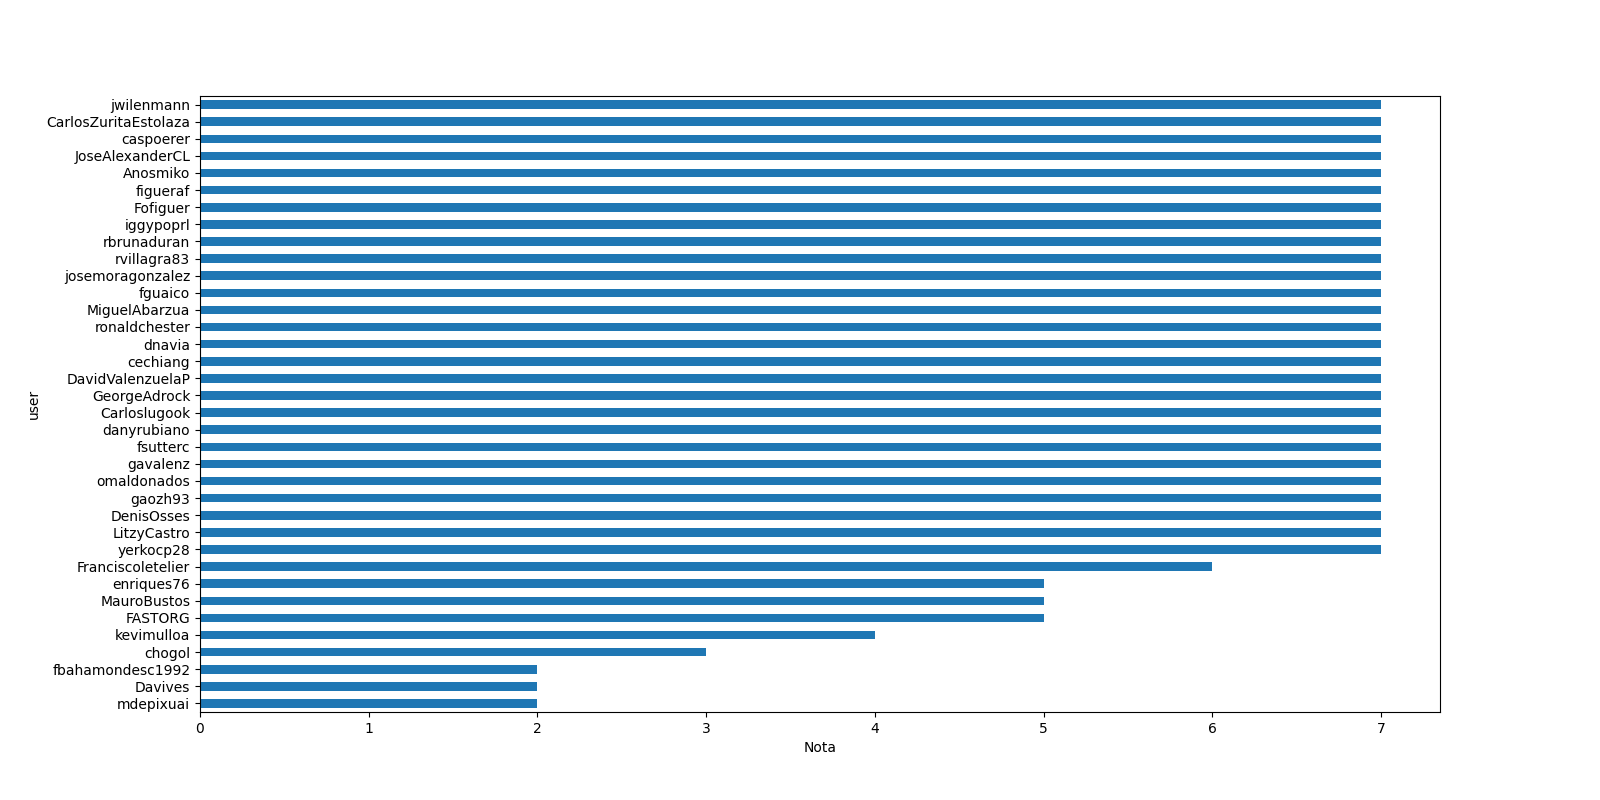 jwilenmann
CarlosZuritaEstolaza
caspoerer
JoseAlexanderCL
Anosmiko
figueraf
Fofiguer
iggypoprl
rbrunaduran
rvillagra83
josemoragonzalez
fguaico
MiguelAbarzua
ronaldchester
dnavia
cechiang
DavidValenzuelaP
GeorgeAdrock
Carloslugook
danyrubiano
fsutterc
gavalenz
omaldonados
gaozh93
DenisOsses
LitzyCastro
yerkocp28
Franciscoletelier
enriques76
MauroBustos
FASTORG
kevimulloa
chogol
fbahamondesc1992
Davives
mdepixuai
user
0 1 2 3 4 5 6 7
Nota